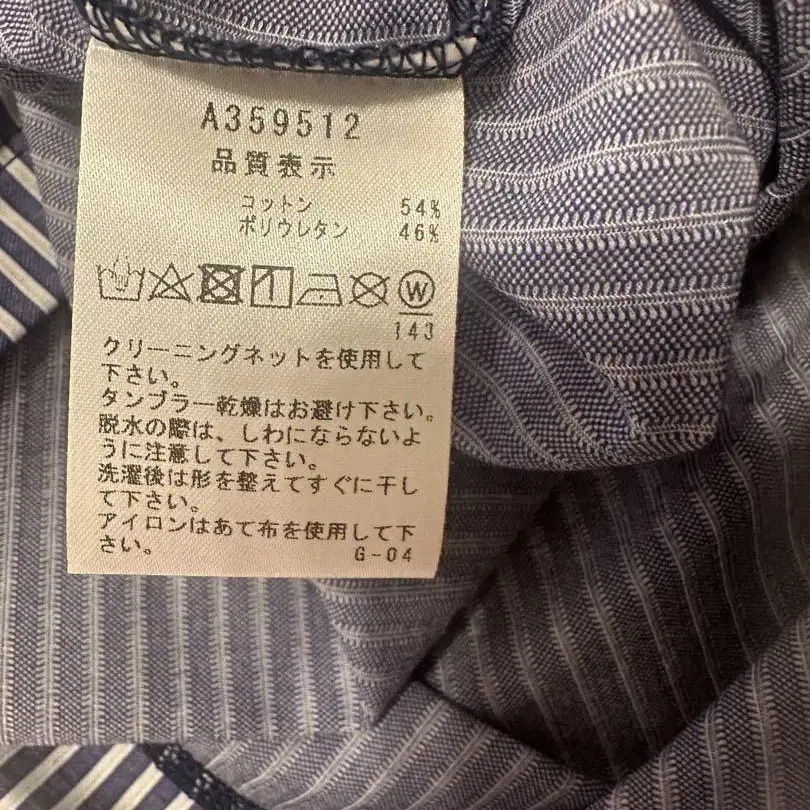 A359512
品質表示
コットン 54%
ポリウレタン 46%
W
143
クリーニングネットを使用して
下さい。
タンブラー乾燥はお避け下さい。
脱水の際は、しわにならないよ
うに注意して下さい。
洗濯後は形を整えてすぐに干し
て下さい。
アイロンはあて布を使用して下
さい。 G-04